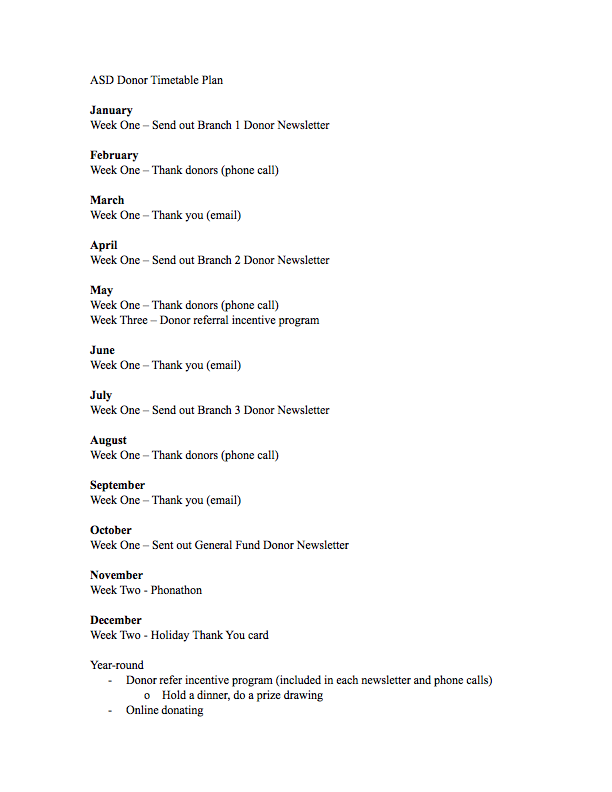 ASD Donor Timetable Plan
January
Week One – Send out Branch 1 Donor Newsletter
February
Week One – Thank donors (phone call)
March
Week One – Thank you (email)
April
Week One – Send out Branch 2 Donor Newsletter
May
Week One – Thank donors (phone call)
Week Three – Donor referral incentive program
June
Week One – Thank you (email)
July
Week One – Send out Branch 3 Donor Newsletter
August
Week One – Thank donors (phone call)
September
Week One – Thank you (email)
October
Week One – Sent out General Fund Donor Newsletter
November
Week Two - Phonathon
December
Week Two - Holiday Thank You card
Year-round
- Donor refer incentive program (included in each newsletter and phone calls)
o Hold a dinner, do a prize drawing
- Online donating